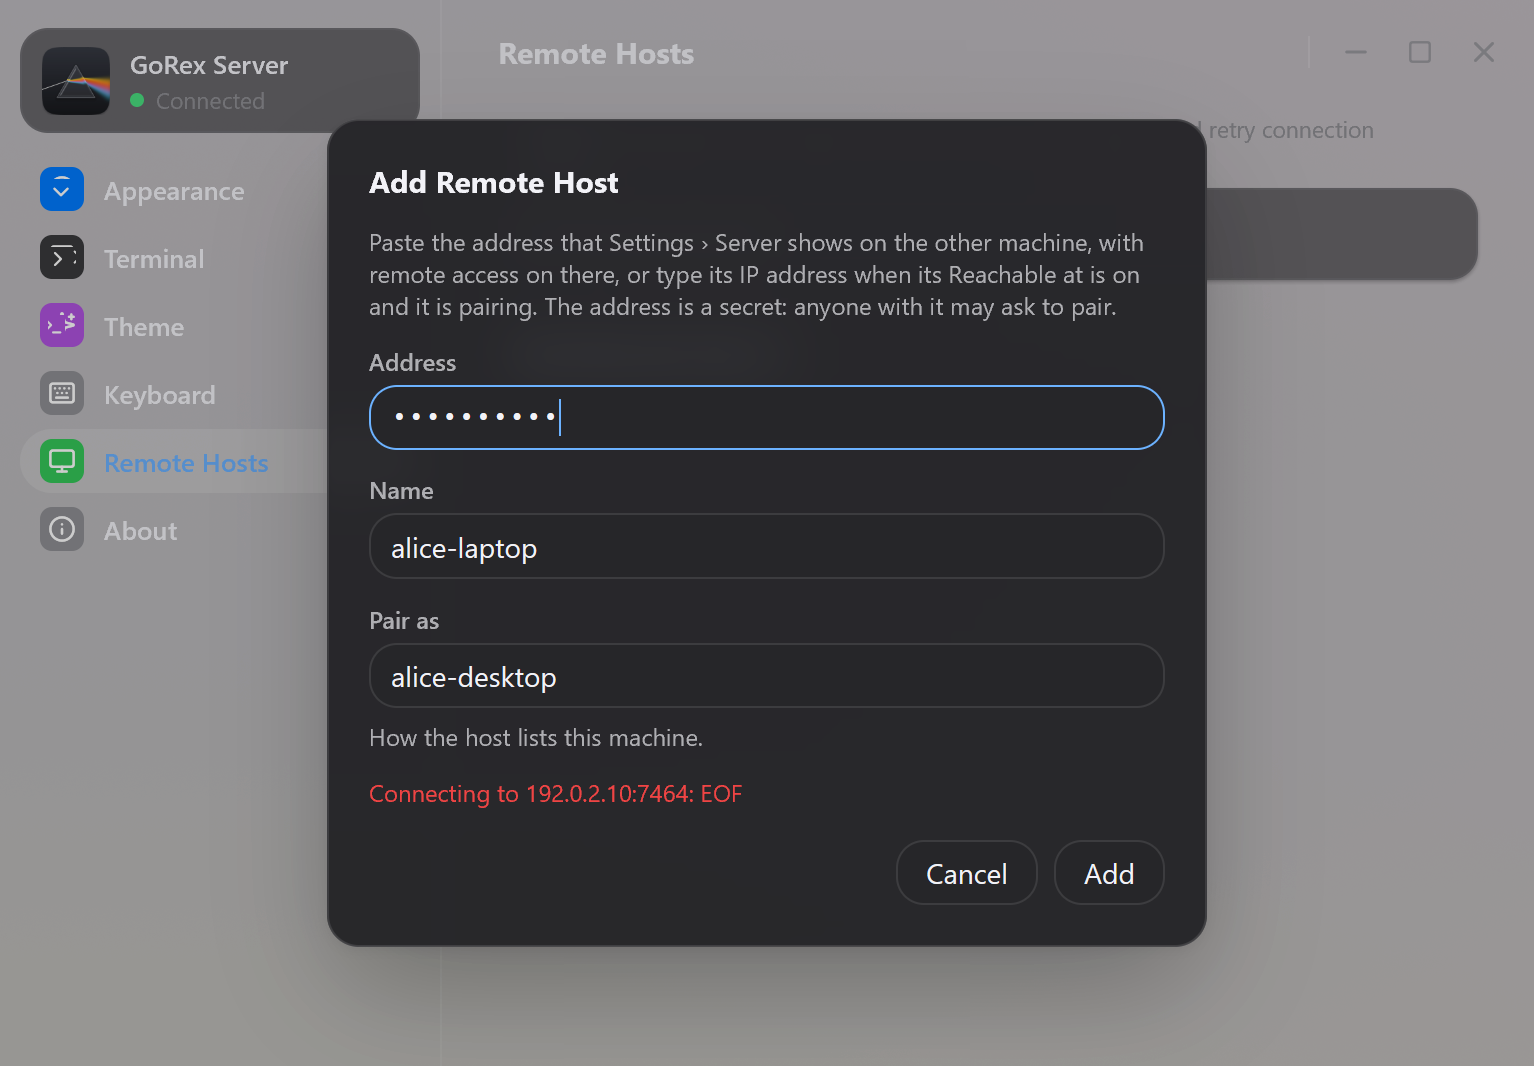 GoRex Server
Connected
Appearance
Terminal
Theme
Keyboard
Remote Hosts
About
Remote Hosts
retry connection
Add Remote Host
Paste the address that Settings › Server shows on the other machine, with
remote access on there, or type its IP address when its Reachable at is on
and it is pairing. The address is a secret: anyone with it may ask to pair.
Address
••••••••••
Name
alice-laptop
Pair as
alice-desktop
How the host lists this machine.
Connecting to 192.0.2.10:7464: EOF
Cancel
Add